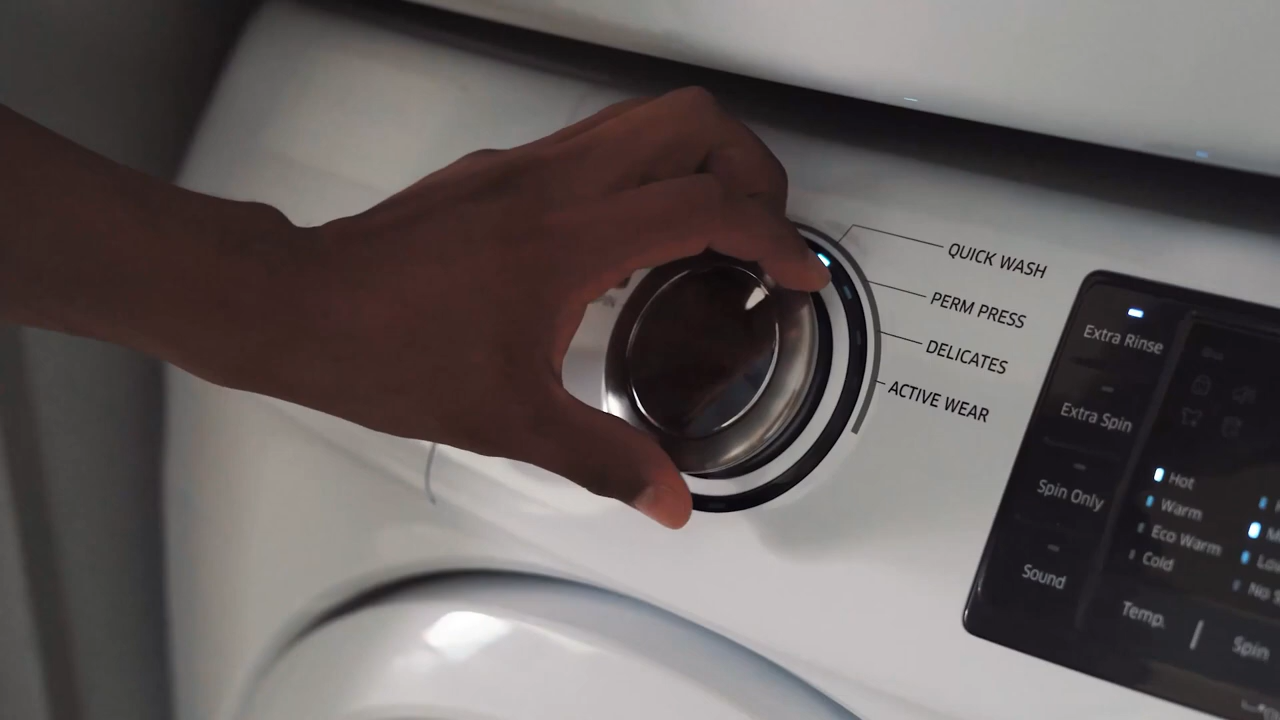 QUICK WASH
PERM PRESS
DELICATES
ACTIVE WEAR
Extra Rinse
Extra Spin
Spin Only
Sound
Hot
Warm
Eco Warm
Cold
Temp.
Spin